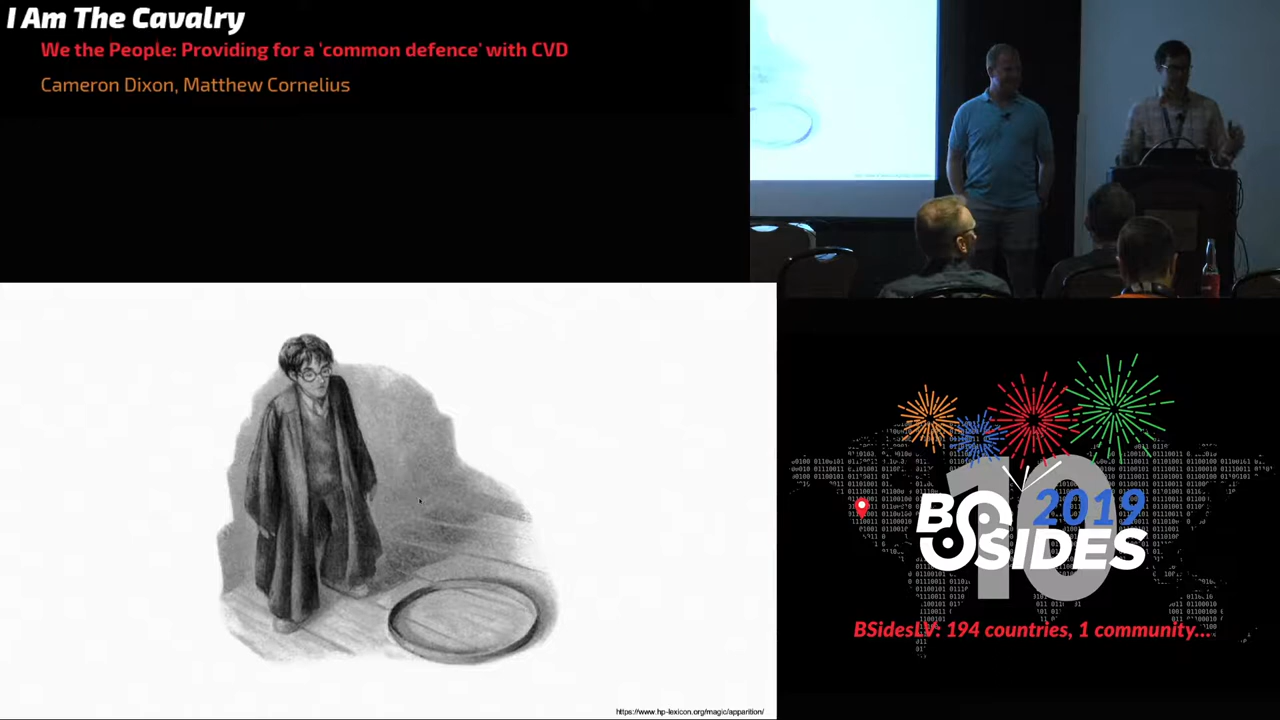 I Am The Cavalry
We the People: Providing for a 'common defence' with CVD
Cameron Dixon, Matthew Cornelius
https://www.hp-lexicon.org/magic/apparition/
10
BSIDES
2019
BSidesLV: 194 countries, 1 community...